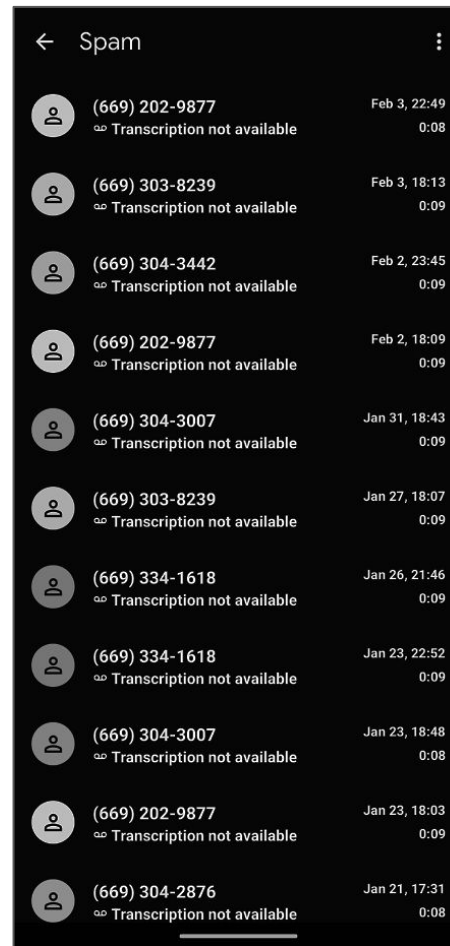 Spam
(669) 202-9877 Feb 3, 22:49
Transcription not available 0:08
(669) 303-8239 Feb 3, 18:13
Transcription not available 0:09
(669) 304-3442 Feb 2, 23:45
Transcription not available 0:09
(669) 202-9877 Feb 2, 18:09
Transcription not available 0:09
(669) 304-3007 Jan 31, 18:43
Transcription not available 0:09
(669) 303-8239 Jan 27, 18:07
Transcription not available 0:09
(669) 334-1618 Jan 26, 21:46
Transcription not available 0:09
(669) 334-1618 Jan 23, 22:52
Transcription not available 0:09
(669) 304-3007 Jan 23, 18:48
Transcription not available 0:08
(669) 202-9877 Jan 23, 18:03
Transcription not available 0:09
(669) 304-2876 Jan 21, 17:31
Transcription not available 0:08